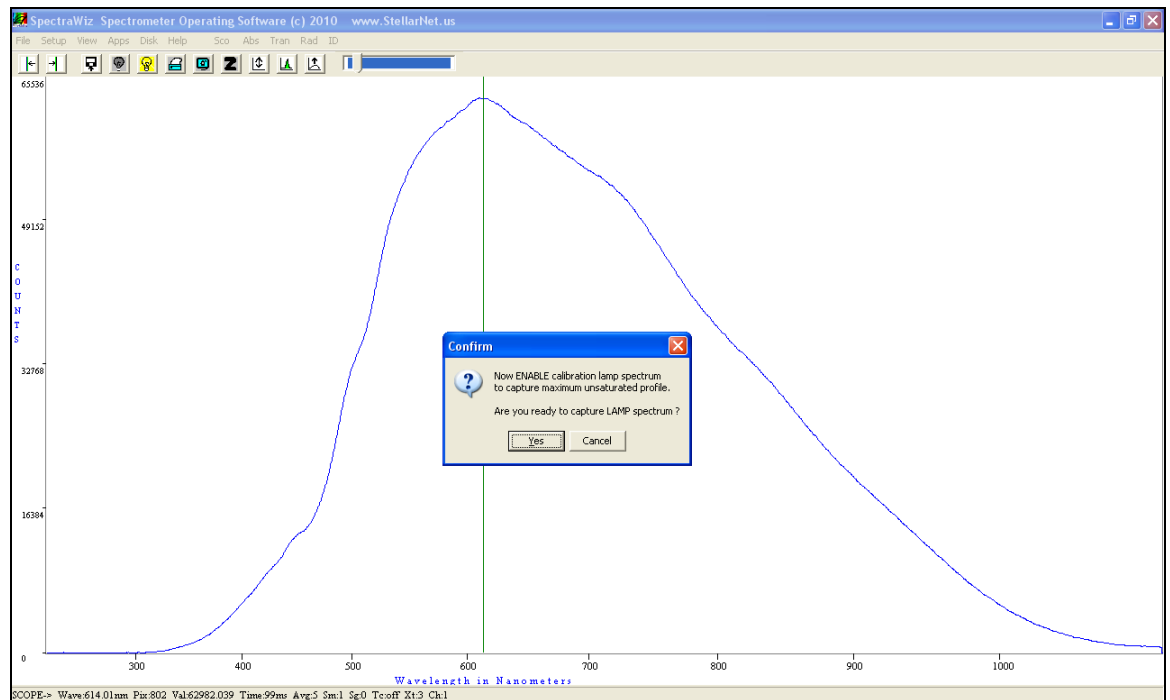 SpectraWiz Spectrometer Operating Software (c) 2010 www.StellarNet.us
File Setup View Apps Disk Help Sco Abs Tran Rad ID
Z
65536
49152
COUNTS
32768
16384
0
Confirm
Now ENABLE calibration lamp spectrum
to capture maximum unsaturated profile.
Are you ready to capture LAMP spectrum ?
Yes Cancel
300 400 500 600 700 800 900 1000
Wavelength in Nanometers
SCOPE-> Wave:614.01nm Pix:802 Val:62982.039 Time:99ms Avg:5 Sm:1 Sg:0 Tc:off Xt:3 Ch:1